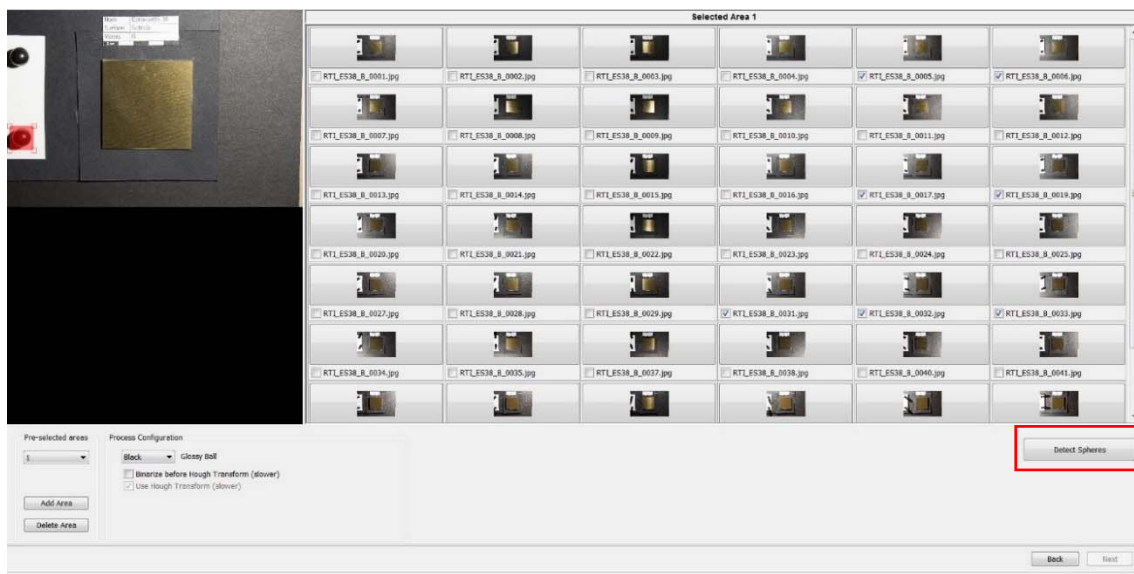 Selected Area 1
RTI_ES38_B_0001.jpg RTI_ES38_B_0002.jpg RTI_ES38_B_0003.jpg RTI_ES38_B_0004.jpg RTI_ES38_B_0005.jpg RTI_ES38_B_0006.jpg
RTI_ES38_B_0007.jpg RTI_ES38_B_0008.jpg RTI_ES38_B_0009.jpg RTI_ES38_B_0010.jpg RTI_ES38_B_0011.jpg RTI_ES38_B_0012.jpg
RTI_ES38_B_0013.jpg RTI_ES38_B_0014.jpg RTI_ES38_B_0015.jpg RTI_ES38_B_0016.jpg RTI_ES38_B_0017.jpg RTI_ES38_B_0019.jpg
RTI_ES38_B_0020.jpg RTI_ES38_B_0021.jpg RTI_ES38_B_0022.jpg RTI_ES38_B_0023.jpg RTI_ES38_B_0024.jpg RTI_ES38_B_0025.jpg
RTI_ES38_B_0027.jpg RTI_ES38_B_0028.jpg RTI_ES38_B_0029.jpg RTI_ES38_B_0031.jpg RTI_ES38_B_0032.jpg RTI_ES38_B_0033.jpg
RTI_ES38_B_0034.jpg RTI_ES38_B_0035.jpg RTI_ES38_B_0037.jpg RTI_ES38_B_0038.jpg RTI_ES38_B_0040.jpg RTI_ES38_B_0041.jpg
Pre-selected areas
1
Add Area
Delete Area
Process Configuration
Black Glossy Ball
Binarize before Hough Transform (slower)
Use Hough Transform (slower)
Detect Spheres
Back Next